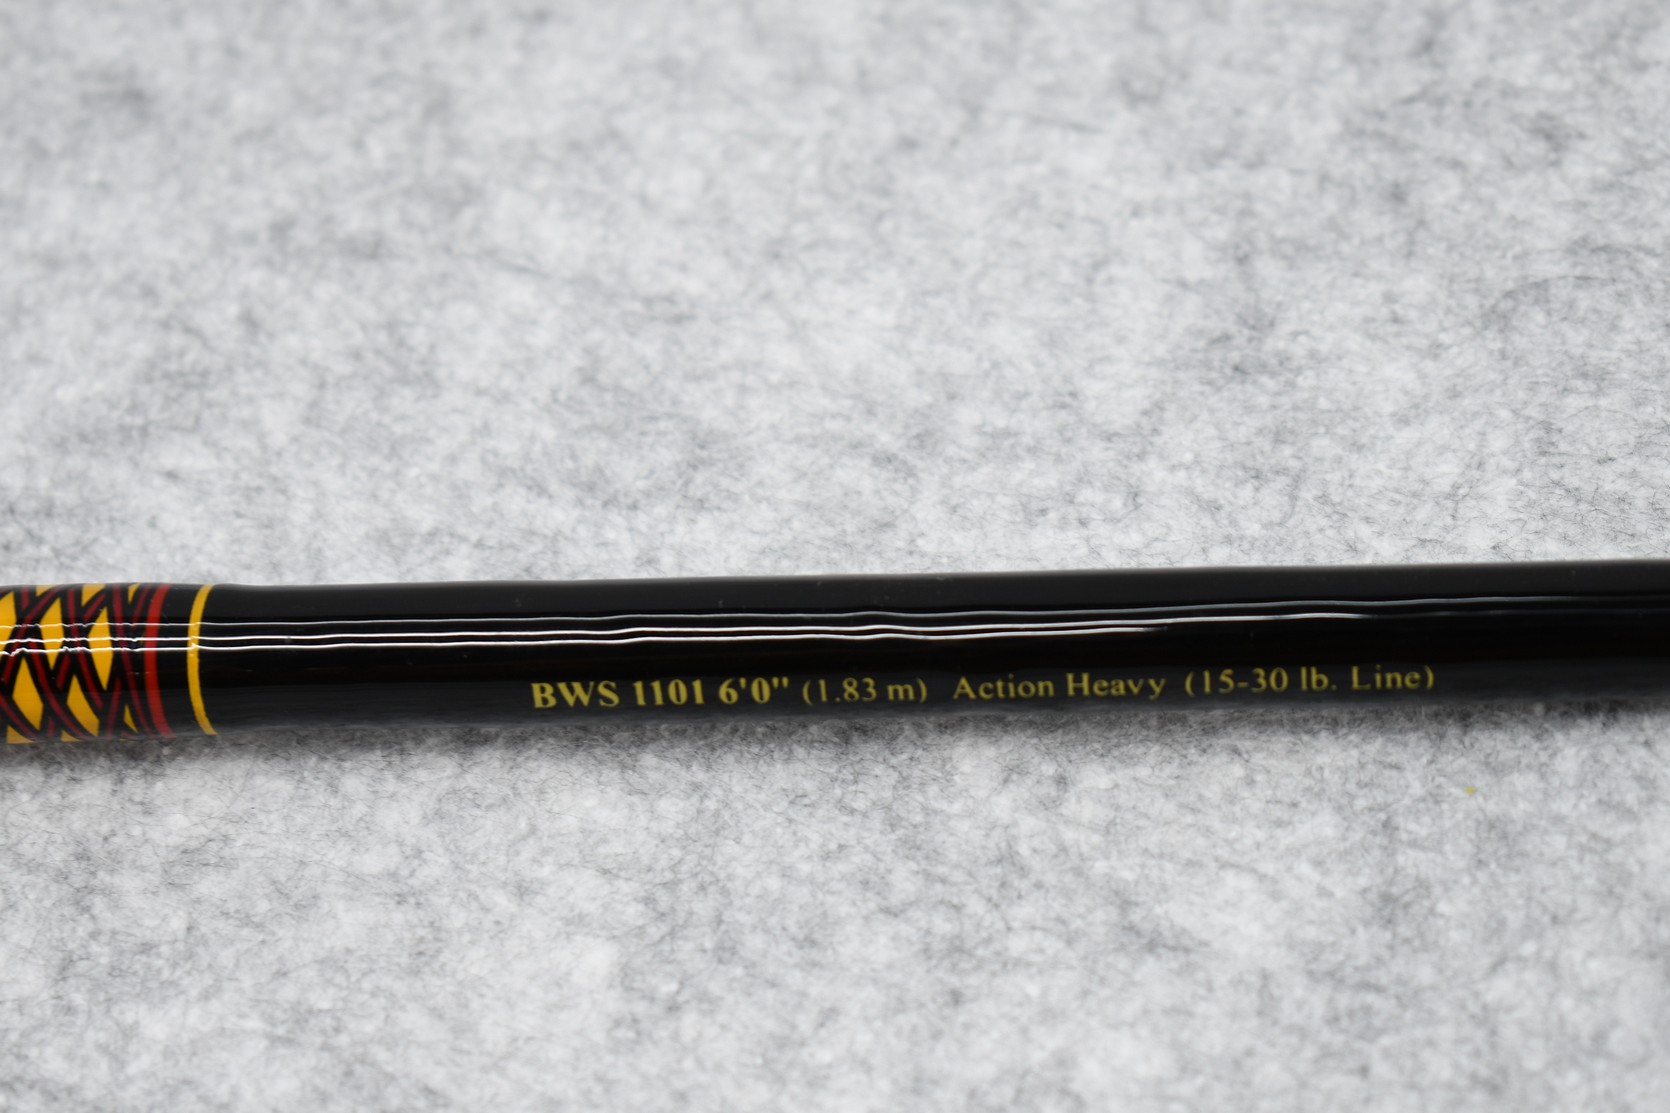 BWS 1101 6'0" (1.83 m) Action Heavy (15-30 lb. Line)